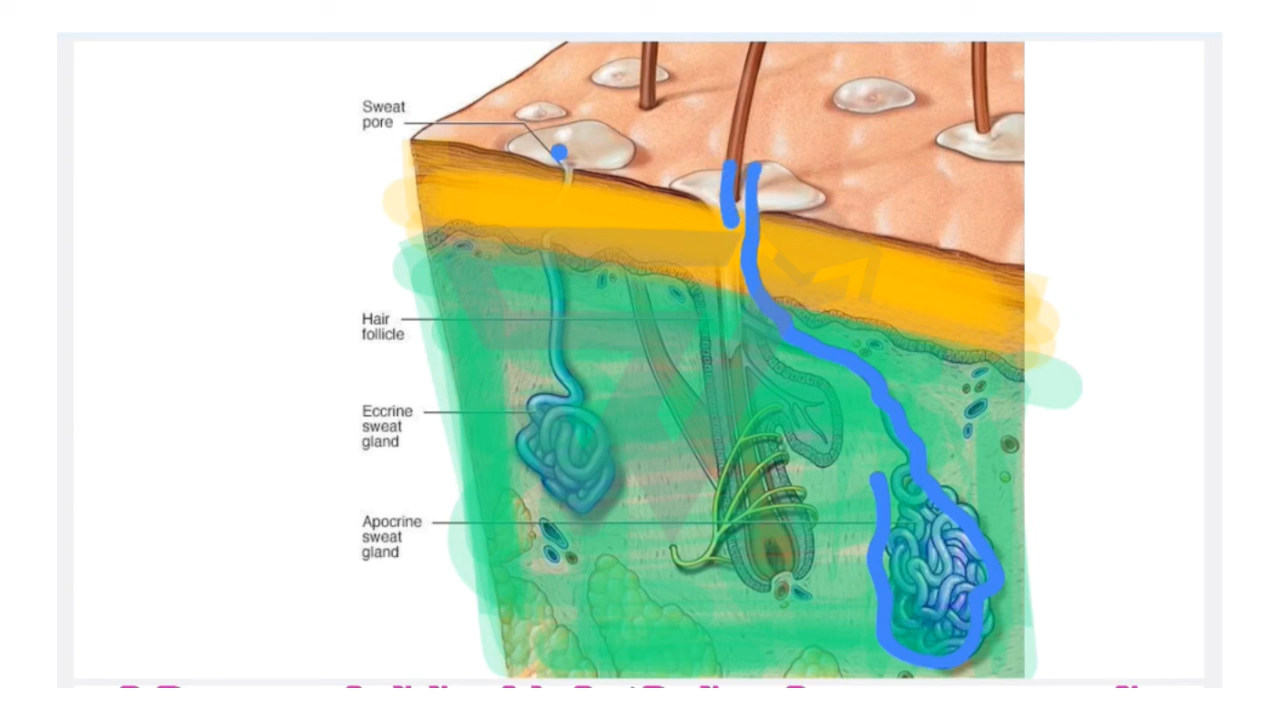 Sweat
pore
Hair
follicle
Eccrine
sweat
gland
Apocrine
sweat
gland